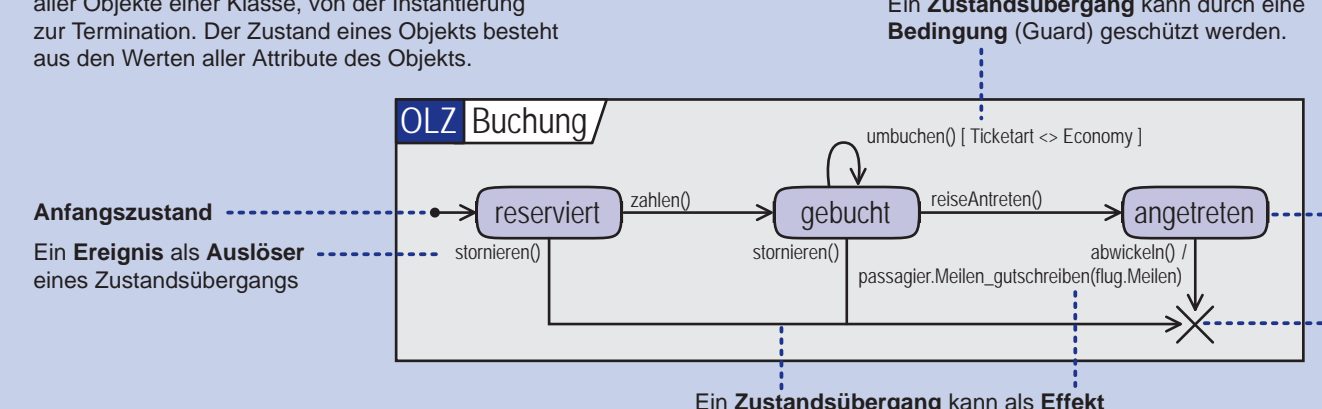 aller Objekte einer Klasse, von der Instantiierung
zur Termination. Der Zustand eines Objekts besteht
aus den Werten aller Attribute des Objekts.
Ein Zustandsübergang kann durch eine
Bedingung (Guard) geschützt werden.
OLZ Buchung
umbuchen() [ Ticketart <> Economy ]
Anfangszustand
reserviert
zahlen()
gebucht
reiseAntreten()
angetreten
Ein Ereignis als Auslöser
eines Zustandsübergangs
stornieren()
stornieren()
abwickeln() /
passagier.Meilen_gutschreiben(flug.Meilen)
Ein Zustandsübergang kann als Effekt